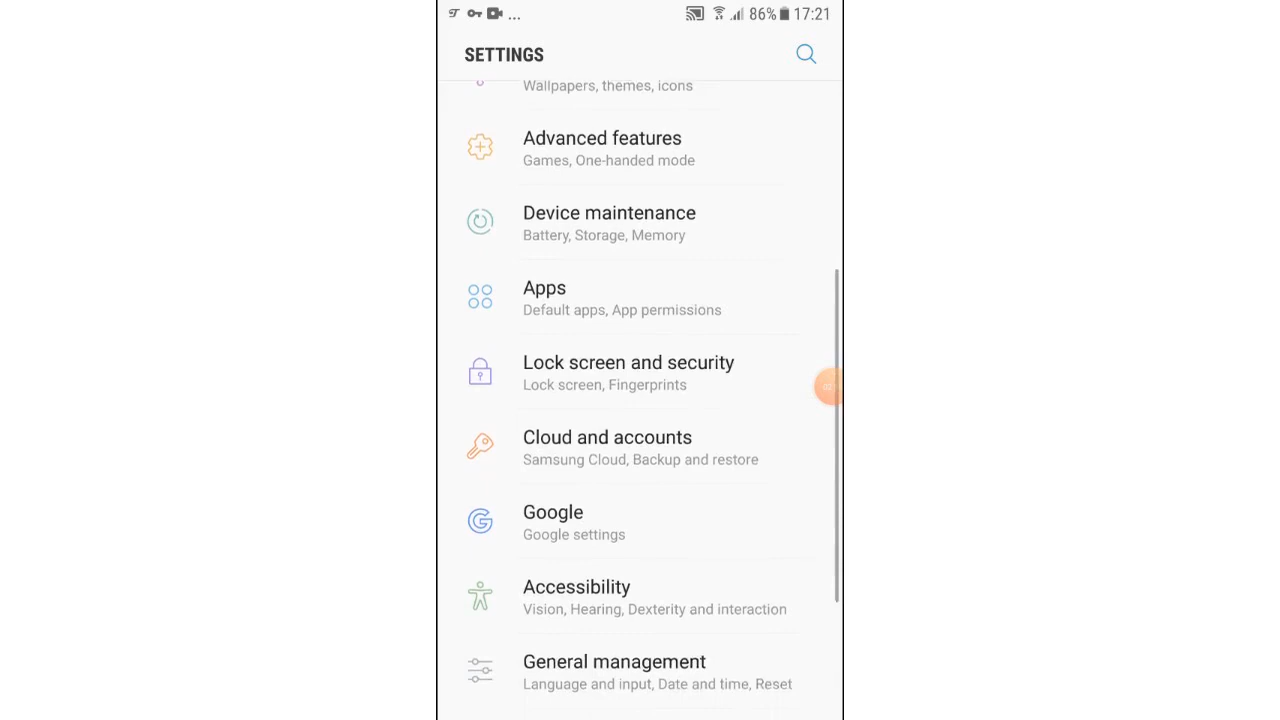 ... 86% 17:21
SETTINGS
Wallpapers, themes, icons
Advanced features
Games, One-handed mode
Device maintenance
Battery, Storage, Memory
Apps
Default apps, App permissions
Lock screen and security
Lock screen, Fingerprints
Cloud and accounts
Samsung Cloud, Backup and restore
Google
Google settings
Accessibility
Vision, Hearing, Dexterity and interaction
General management
Language and input, Date and time, Reset